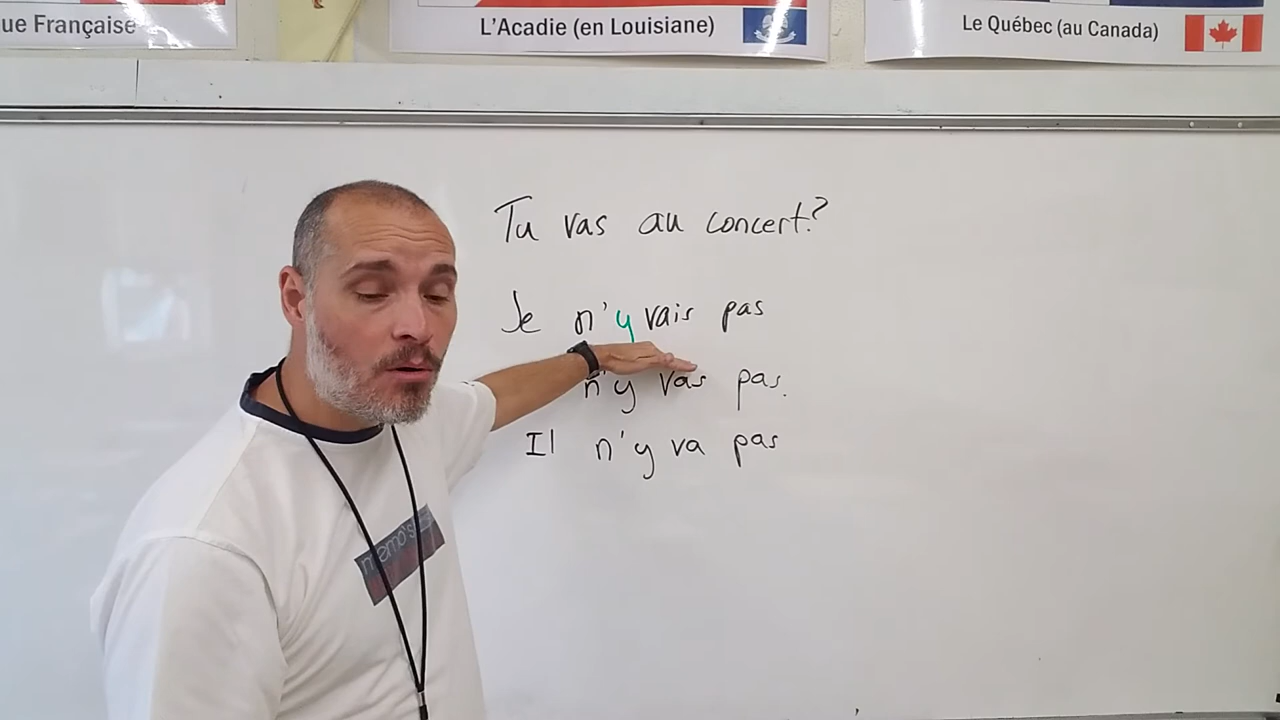 ue Française
L'Acadie (en Louisiane)
Le Québec (au Canada)
Tu vas au concert?
Je n'y vais pas
n'y vas pas.
Il n'y va pas